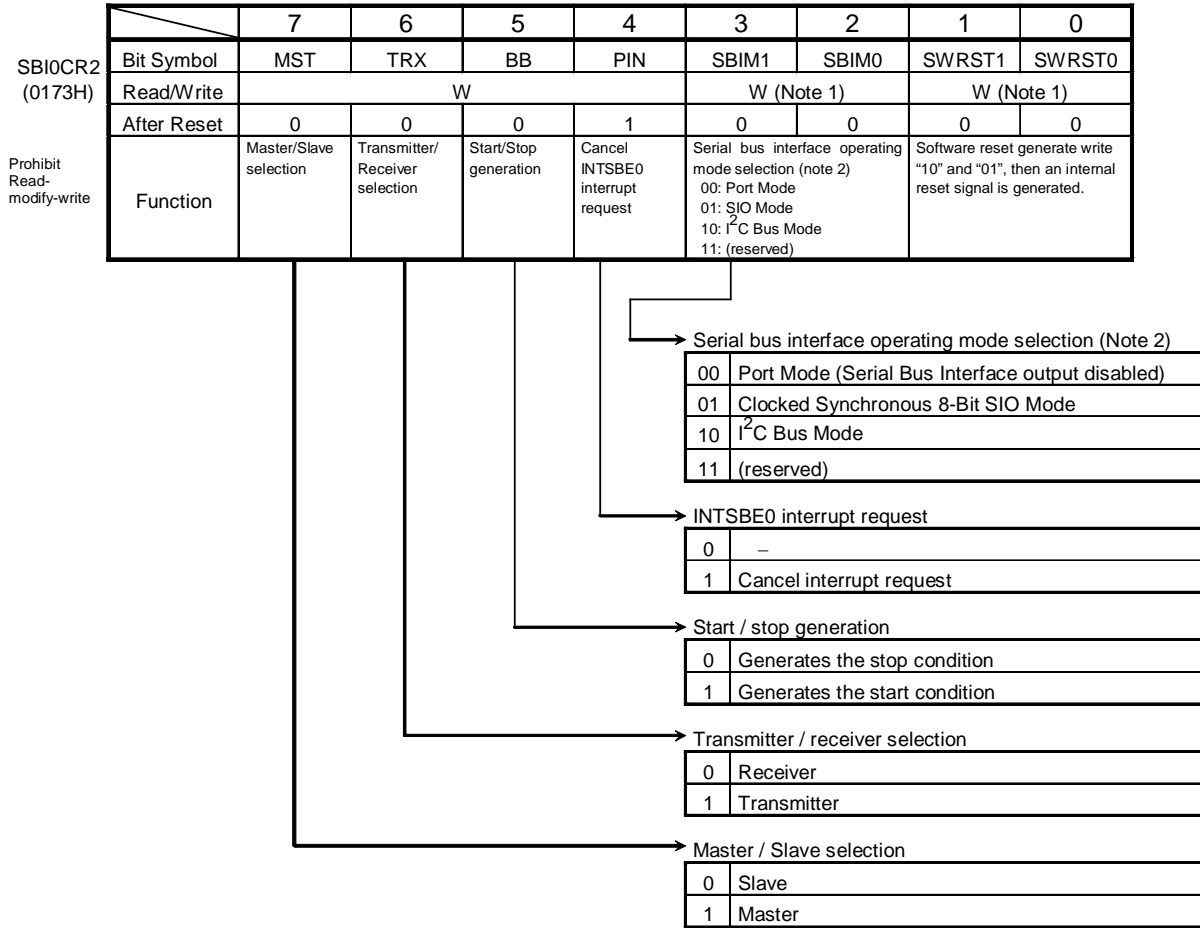 7 6 5 4 3 2 1 0
SBI0CR2
(0173H)
Bit Symbol MST TRX BB PIN SBIM1 SBIM0 SWRST1 SWRST0
Read/Write W W (Note 1) W (Note 1)
After Reset 0 0 0 1 0 0 0 0
Prohibit
Read-
modify-write
Function
Master/Slave
selection
Transmitter/
Receiver
selection
Start/Stop
generation
Cancel
INTSBE0
interrupt
request
Serial bus interface operating
mode selection (note 2)
00: Port Mode
01: SIO Mode
10: I2C Bus Mode
11: (reserved)
Software reset generate write
“10” and “01”, then an internal
reset signal is generated.
Serial bus interface operating mode selection (Note 2)
00 Port Mode (Serial Bus Interface output disabled)
01 Clocked Synchronous 8-Bit SIO Mode
10 I2C Bus Mode
11 (reserved)
INTSBE0 interrupt request
0 –
1 Cancel interrupt request
Start / stop generation
0 Generates the stop condition
1 Generates the start condition
Transmitter / receiver selection
0 Receiver
1 Transmitter
Master / Slave selection
0 Slave
1 Master